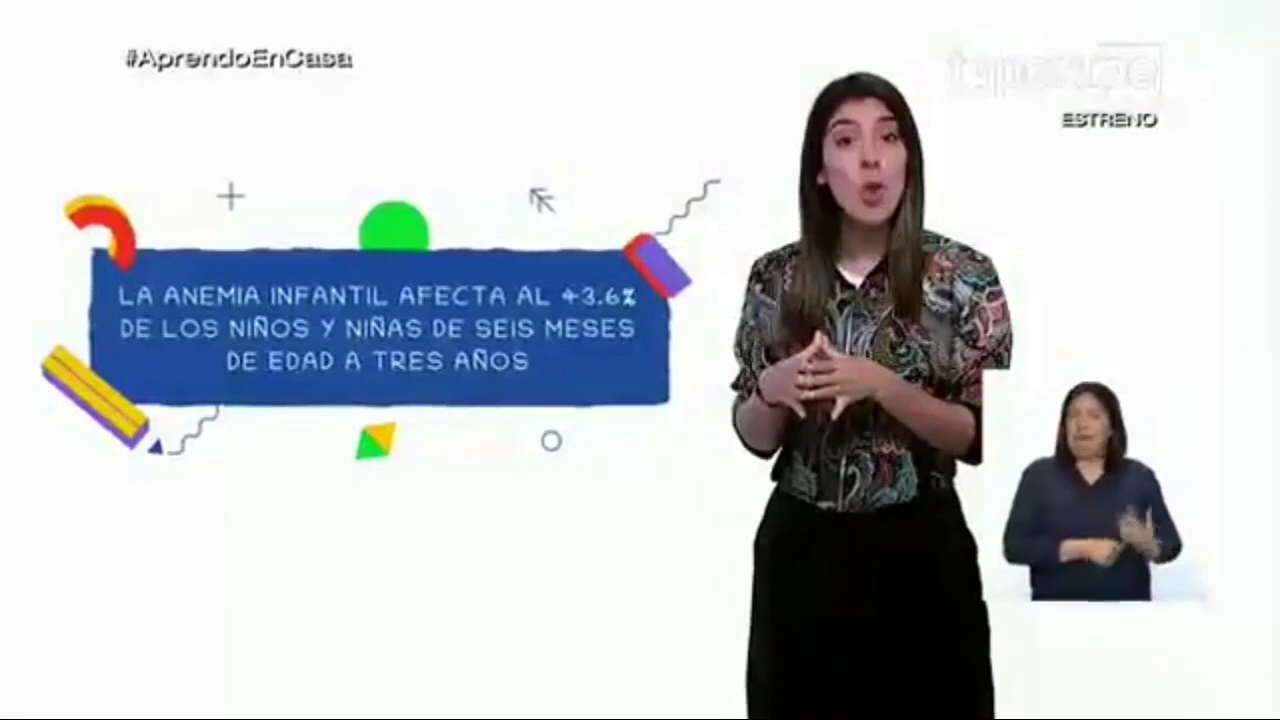 #AprendoEnCasa
ESTRENO
LA ANEMIA INFANTIL AFECTA AL 43.6%
DE LOS NIÑOS Y NIÑAS DE SEIS MESES
DE EDAD A TRES AÑOS